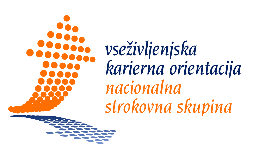 vseživljenjska
karierna orientacija
nacionalna
strokovna skupina